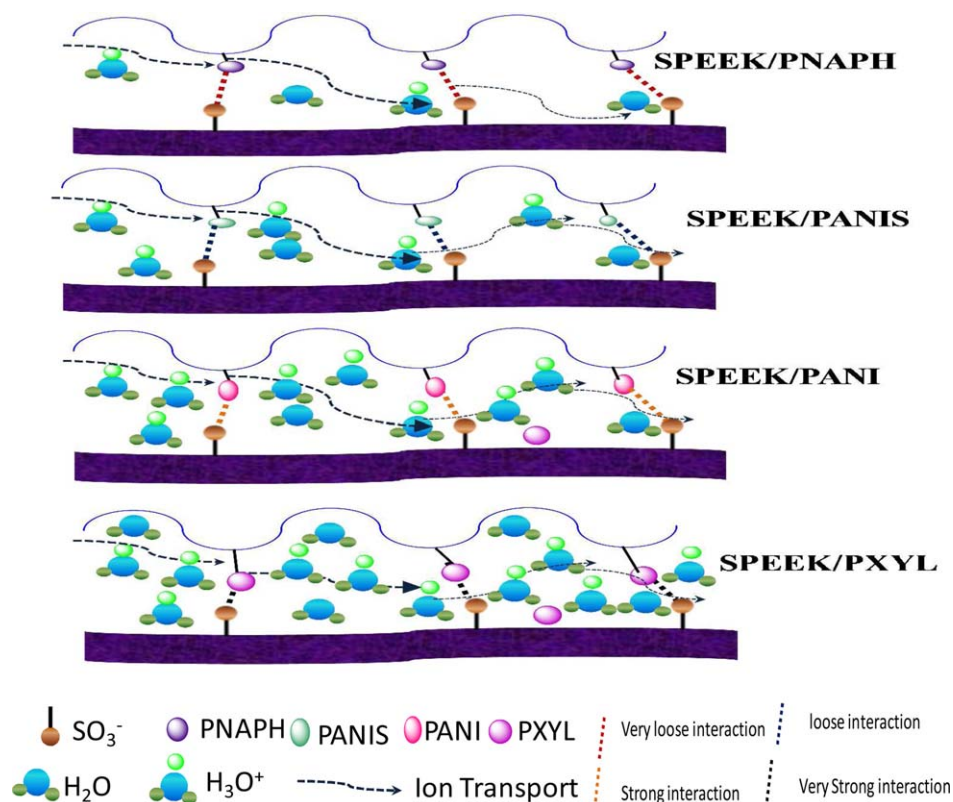 SPEEK/PNAPH
SPEEK/PANIS
SPEEK/PANI
SPEEK/PXYL
SO₃⁻ PNAPH PANIS PANI PXYL Very loose interaction loose interaction
H₂O H₃O⁺ Ion Transport Strong interaction Very Strong interaction